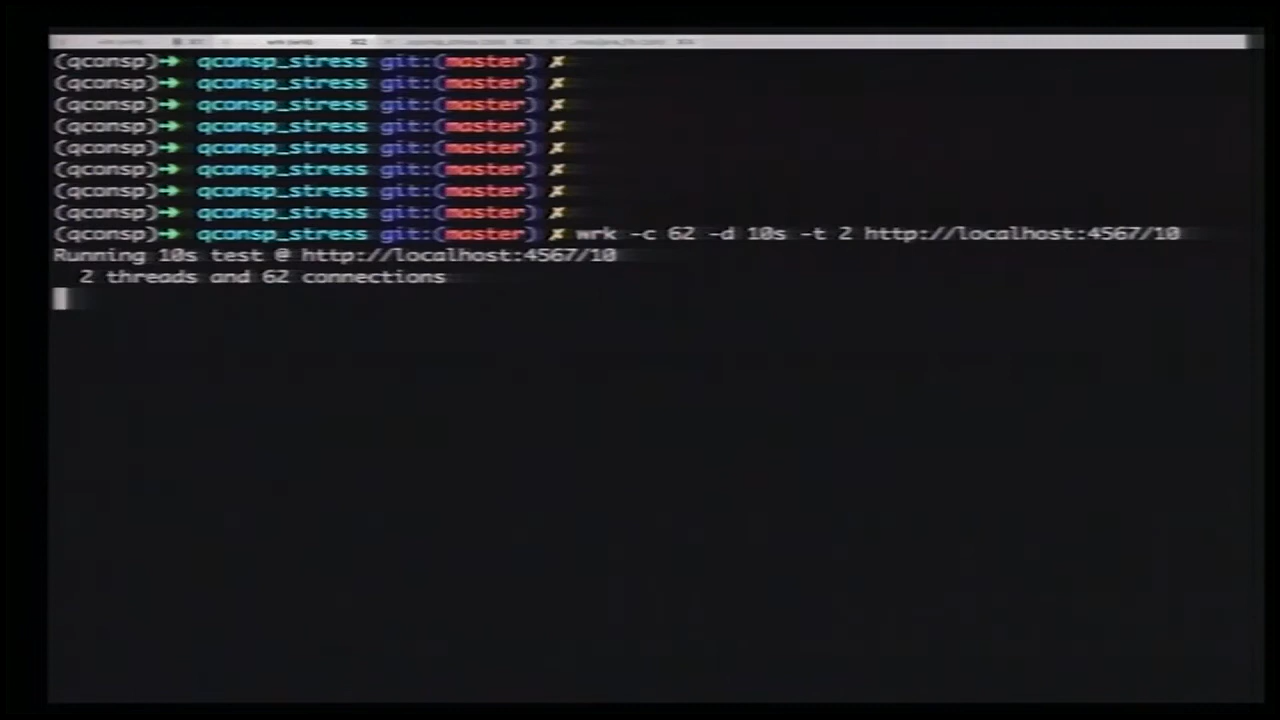 (qconsp)➜ qconsp_stress git:(master) ✗
(qconsp)➜ qconsp_stress git:(master) ✗
(qconsp)➜ qconsp_stress git:(master) ✗
(qconsp)➜ qconsp_stress git:(master) ✗
(qconsp)➜ qconsp_stress git:(master) ✗
(qconsp)➜ qconsp_stress git:(master) ✗
(qconsp)➜ qconsp_stress git:(master) ✗
(qconsp)➜ qconsp_stress git:(master) ✗
(qconsp)➜ qconsp_stress git:(master) ✗ wrk -c 62 -d 10s -t 2 http://localhost:4567/10
Running 10s test @ http://localhost:4567/10
2 threads and 62 connections